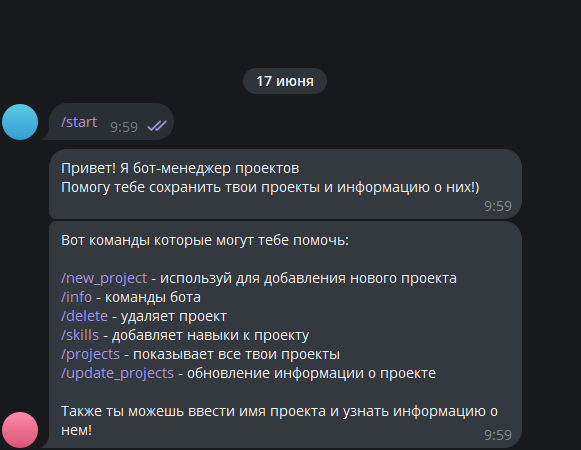 17 июня
/start 9:59
Привет! Я бот-менеджер проектов
Помогу тебе сохранить твои проекты и информацию о них!)
9:59
Вот команды которые могут тебе помочь:
/new_project - используй для добавления нового проекта
/info - команды бота
/delete - удаляет проект
/skills - добавляет навыки к проекту
/projects - показывает все твои проекты
/update_projects - обновление информации о проекте
Также ты можешь ввести имя проекта и узнать информацию о
нем!
9:59